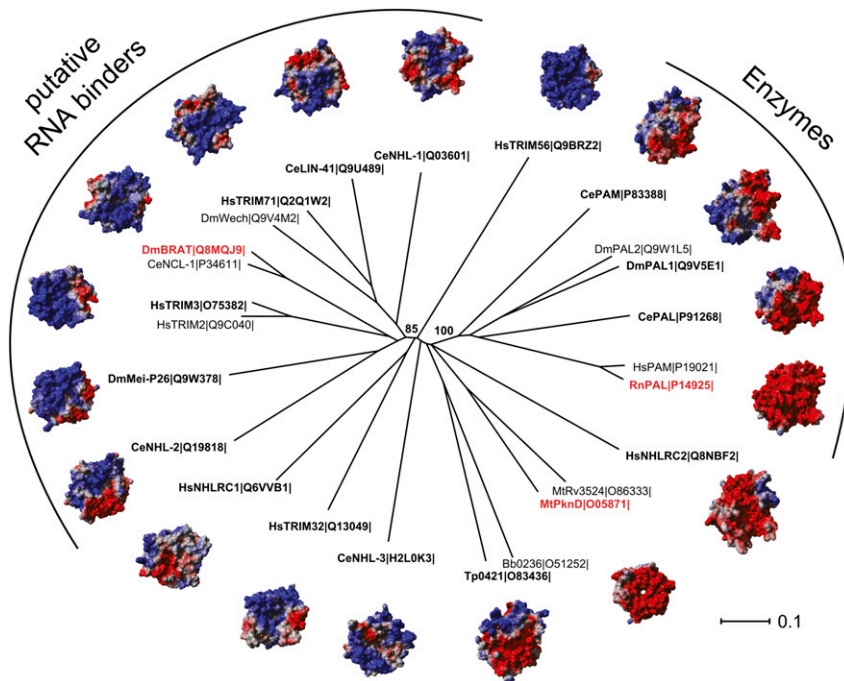 putative
RNA binders
Enzymes
CeNHL-1|Q03601|
HsTRIM56|Q9BRZ2|
CeLIN-41|Q9U489|
HsTRIM71|Q2Q1W2|
DmWech|Q9V4M2|
DmBRAT|Q8MQJ9|
CeNCL-1|P34611|
HsTRIM3|O75382|
HsTRIM2|Q9C040|
DmMei-P26|Q9W378|
CeNHL-2|Q19818|
HsNHLRC1|Q6VVB1|
HsTRIM32|Q13049|
CeNHL-3|H2L0K3|
Tp0421|O83436|
Bb0236|O51252|
MtPknD|O05871|
MtRv3524|O86333|
HsNHLRC2|Q8NBF2|
RnPAL|P14925|
HsPAM|P19021|
CePAL|P91268|
DmPAL1|Q9V5E1|
DmPAL2|Q9W1L5|
CePAM|P83388|
85
100
0.1